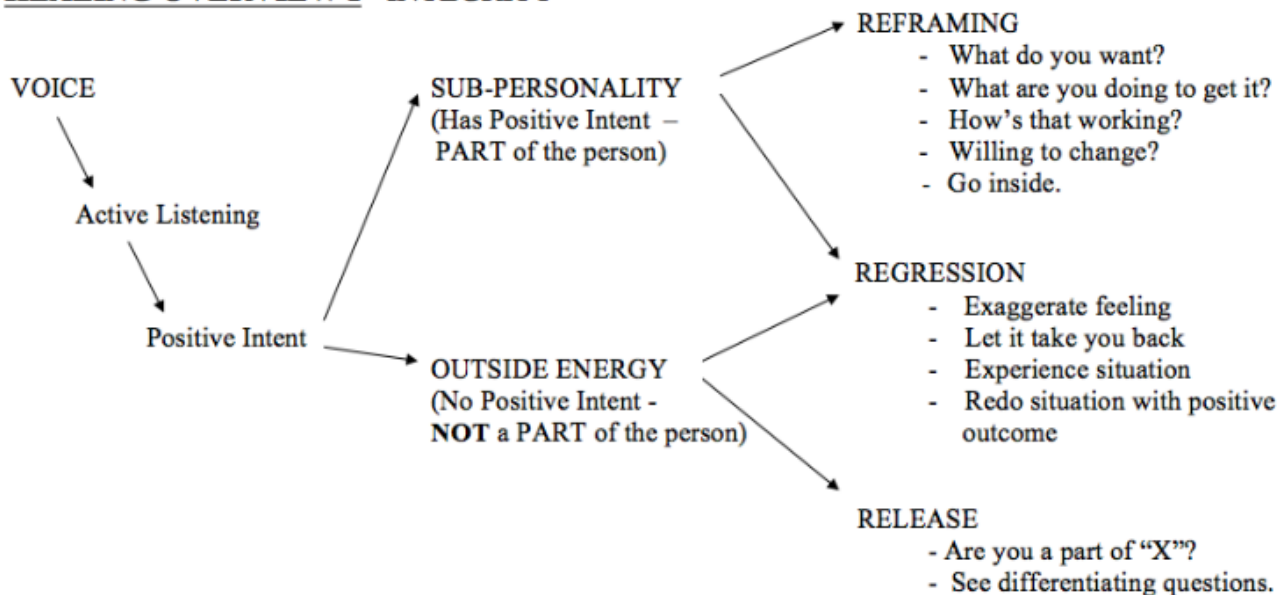 VOICE
Active Listening
Positive Intent
SUB-PERSONALITY
(Has Positive Intent –
PART of the person)
OUTSIDE ENERGY
(No Positive Intent -
NOT a PART of the person)
REFRAMING
- What do you want?
- What are you doing to get it?
- How's that working?
- Willing to change?
- Go inside.
REGRESSION
- Exaggerate feeling
- Let it take you back
- Experience situation
- Redo situation with positive
outcome
RELEASE
- Are you a part of “X”?
- See differentiating questions.